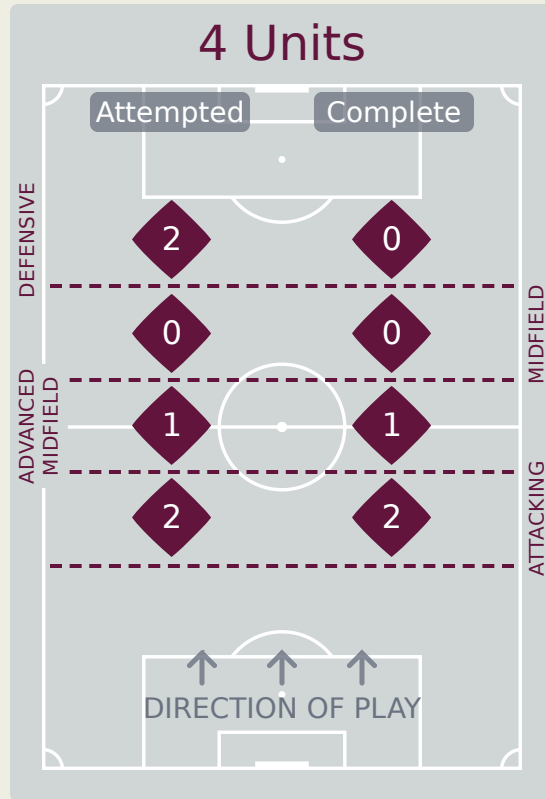 4 Units
Attempted
Complete
DEFENSIVE
2
0
MIDFIELD
0
0
ADVANCED
MIDFIELD
1
1
ATTACKING
2
2
DIRECTION OF PLAY